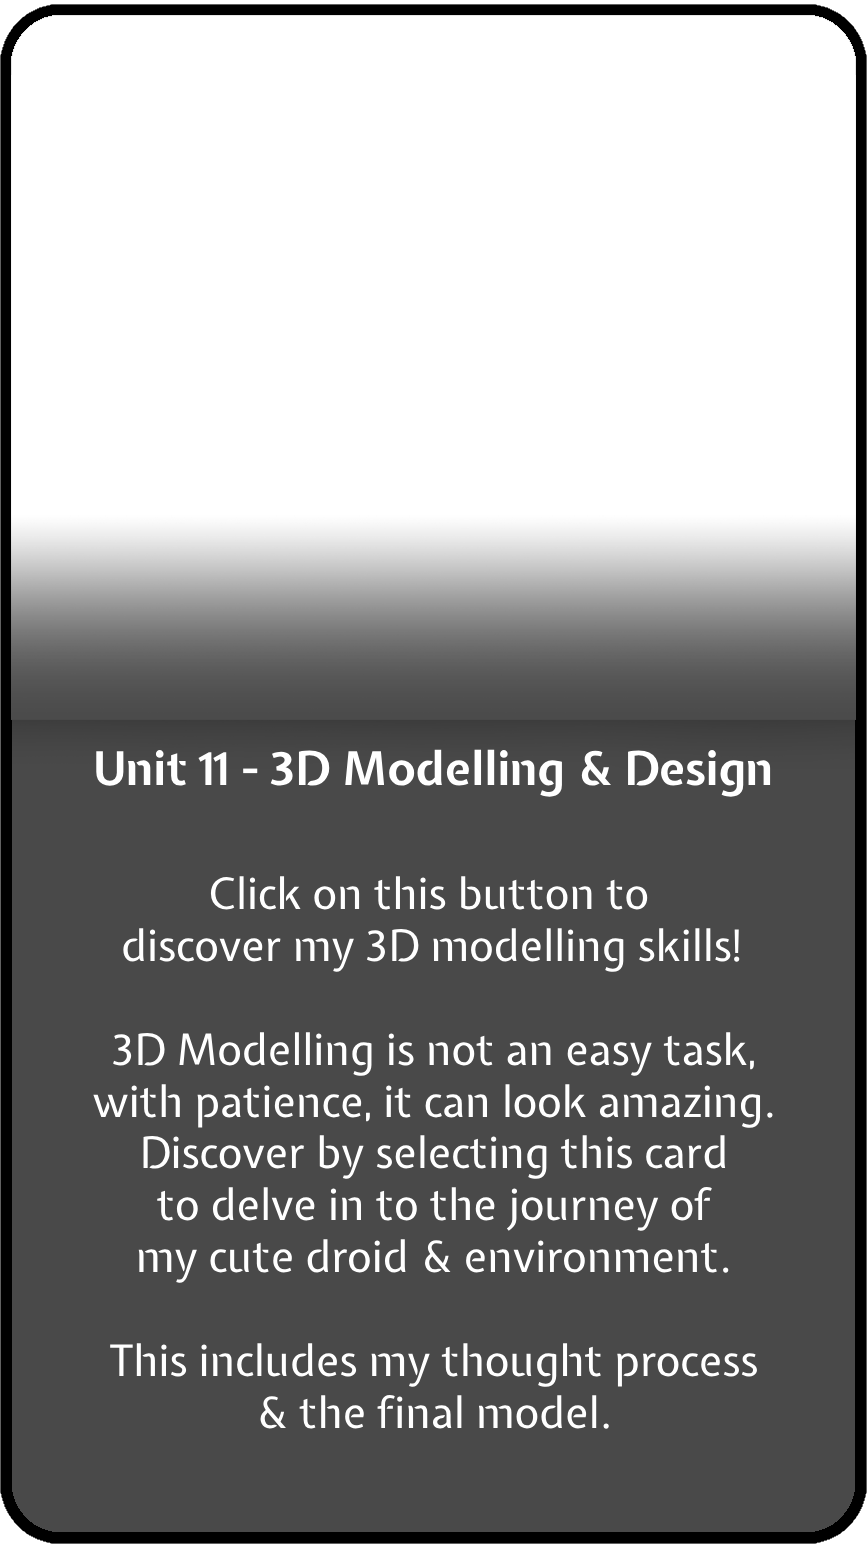 Unit 11 - 3D Modelling & Design
Click on this button to
discover my 3D modelling skills!
3D Modelling is not an easy task,
with patience, it can look amazing.
Discover by selecting this card
to delve in to the journey of
my cute droid & environment.
This includes my thought process
& the final model.